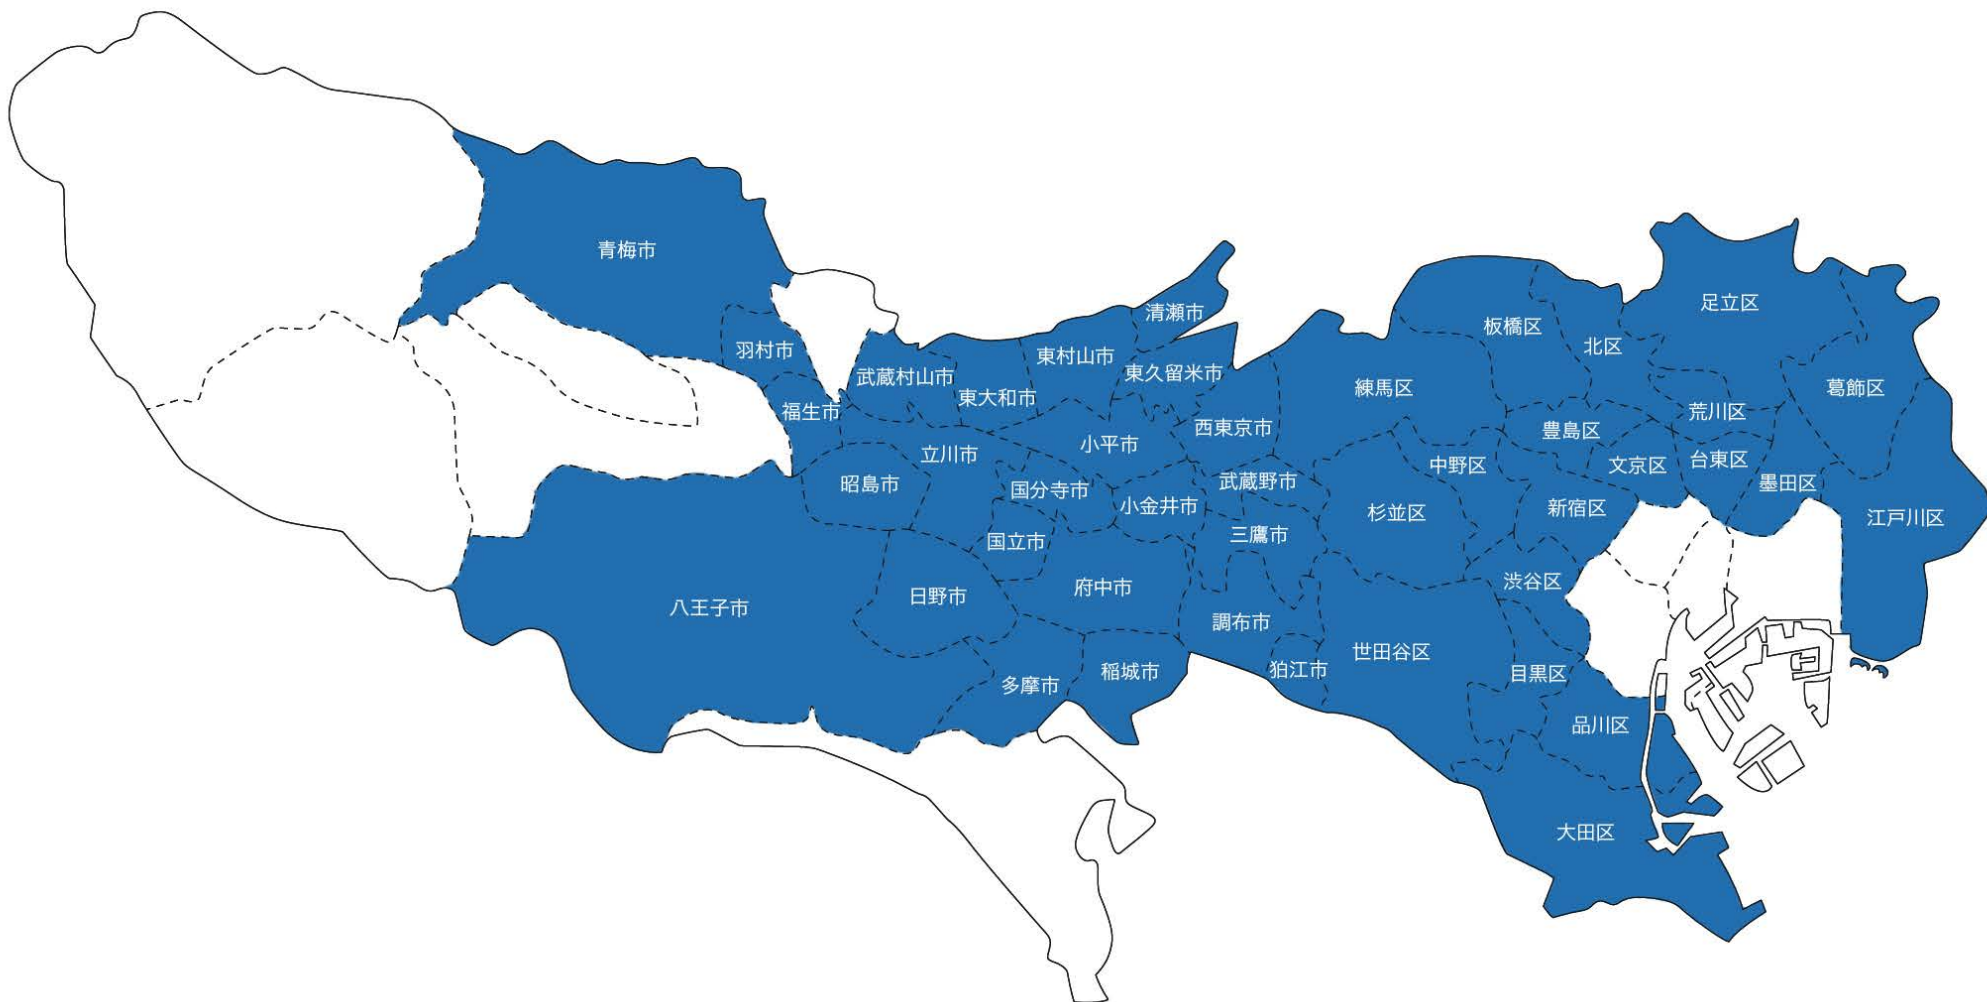 青梅市
羽村市
福生市
武蔵村山市
東大和市
東村山市
清瀬市
東久留米市
西東京市
小平市
立川市
昭島市
国分寺市
小金井市
武蔵野市
三鷹市
国立市
府中市
日野市
八王子市
多摩市
稲城市
調布市
狛江市
練馬区
板橋区
北区
足立区
葛飾区
荒川区
豊島区
文京区
台東区
墨田区
江戸川区
中野区
杉並区
新宿区
渋谷区
世田谷区
目黒区
品川区
大田区